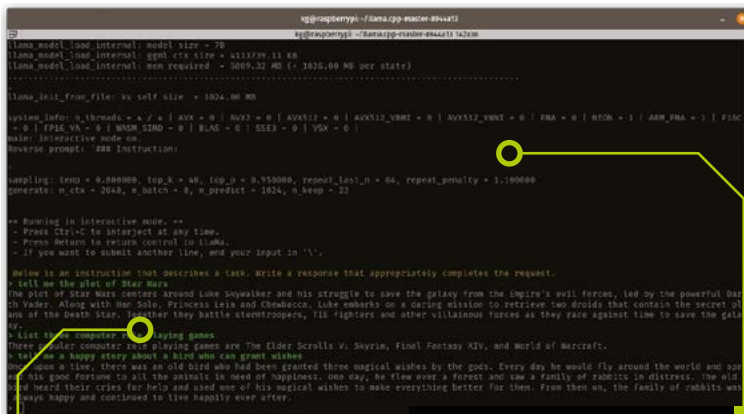 kg@raspberrypi: ~/llama.cpp-master-8944a13
kg@raspberrypi: ~/llama.cpp-master-8944a13 142x36
llama_model_load_internal: model size = 7B
llama_model_load_internal: ggml ctx size = 4113739.11 KB
llama_model_load_internal: mem required = 5809.32 MB (+ 1026.00 MB per state)
llama_init_from_file: kv self size = 1024.00 MB
system_info: n_threads = 4 / 4 | AVX = 0 | AVX2 = 0 | AVX512 = 0 | AVX512_VBMI = 0 | AVX512_VNNI = 0 | FMA = 0 | NEON = 1 | ARM_FMA = 1 | F16C
= 0 | FP16_VA = 0 | WASM_SIMD = 0 | BLAS = 0 | SSE3 = 0 | VSX = 0 |
main: interactive mode on.
Reverse prompt: '### Instruction:
sampling: temp = 0.800000, top_k = 40, top_p = 0.950000, repeat_last_n = 64, repeat_penalty = 1.100000
generate: n_ctx = 2048, n_batch = 8, n_predict = 1024, n_keep = 23
== Running in interactive mode. ==
- Press Ctrl+C to interject at any time.
- Press Return to return control to LLaMa.
- If you want to submit another line, end your input in '\'.
Below is an instruction that describes a task. Write a response that appropriately completes the request.
> tell me the plot of Star Wars
The plot of Star Wars centers around Luke Skywalker and his struggle to save the galaxy from the Empire's evil forces, led by the powerful Dar
th Vader. Along with Han Solo, Princess Leia and Chewbacca, Luke embarks on a daring mission to retrieve two droids that contain the secret pl
ans of the Death Star. Together they battle stormtroopers, TIE fighters and other villainous forces as they race against time to save the gala
xy.
> List three computer role playing games
Three popular computer role playing games are The Elder Scrolls V: Skyrim, Final Fantasy XIV, and World of Warcraft.
> tell me a happy story about a bird who can grant wishes
Once upon a time, there was an old bird who had been granted three magical wishes by the gods. Every day he would fly around the world and spr
ead his good fortune to all the animals in need of happiness. One day, he flew over a forest and saw a family of rabbits in distress. The old
bird heard their cries for help and used one of his magical wishes to make everything better for them. From then on, the family of rabbits was
always happy and continued to live happily ever after.
>